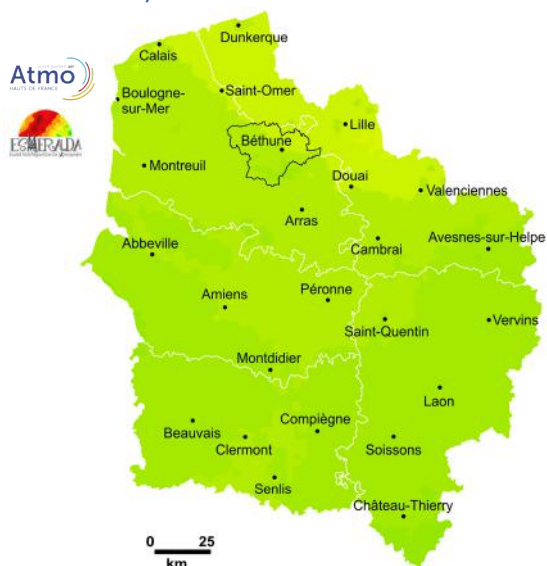 Dunkerque
Calais
Atmo
HAUTS-DE-FRANCE
Saint-Omer
Boulogne-
sur-Mer
Lille
ESMERALDA
Béthune
Montreuil
Douai
Valenciennes
Arras
Cambrai
Avesnes-sur-Helpe
Abbeville
Péronne
Amiens
Saint-Quentin
Vervins
Montdidier
Laon
Compiègne
Beauvais
Clermont
Soissons
Senlis
Château-Thierry
0 25
km